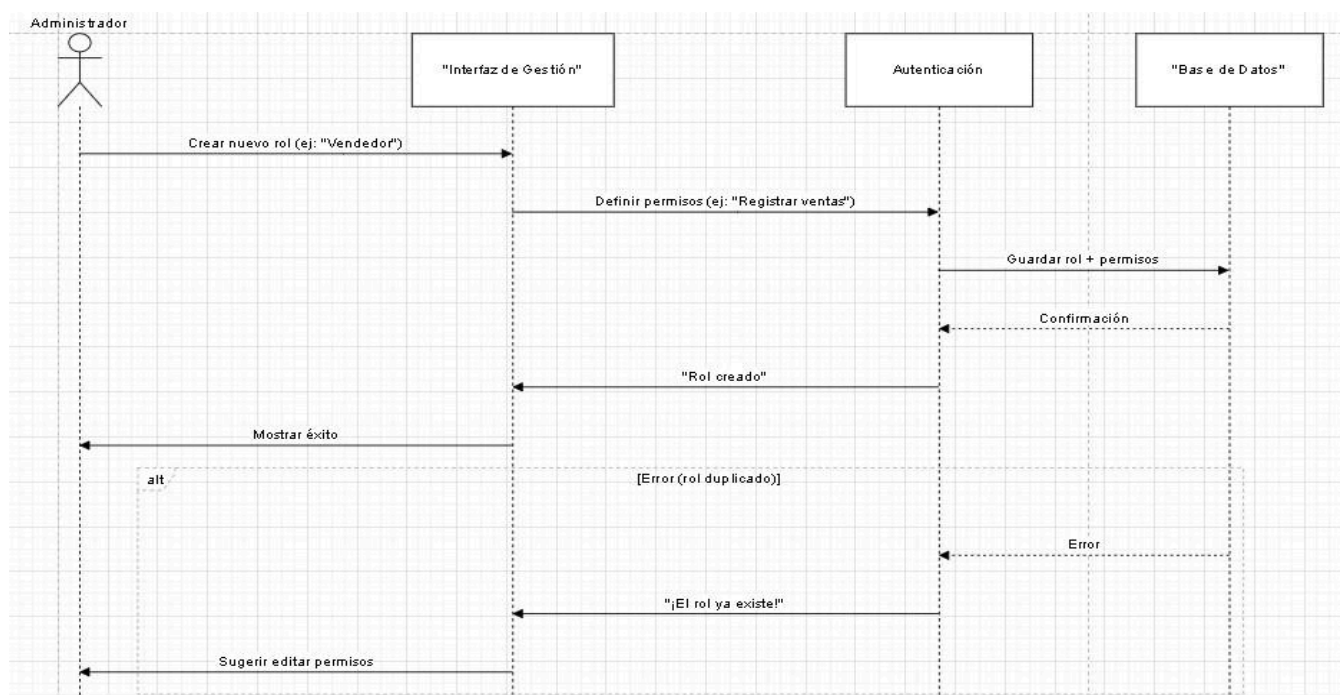 Administrador
"Interfaz de Gestión"
Autenticación
"Base de Datos"
Crear nuevo rol (ej: "Vendedor")
Definir permisos (ej: "Registrar ventas")
Guardar rol + permisos
Confirmación
"Rol creado"
Mostrar éxito
alt
[Error (rol duplicado)]
Error
"¡El rol ya existe!"
Sugerir editar permisos